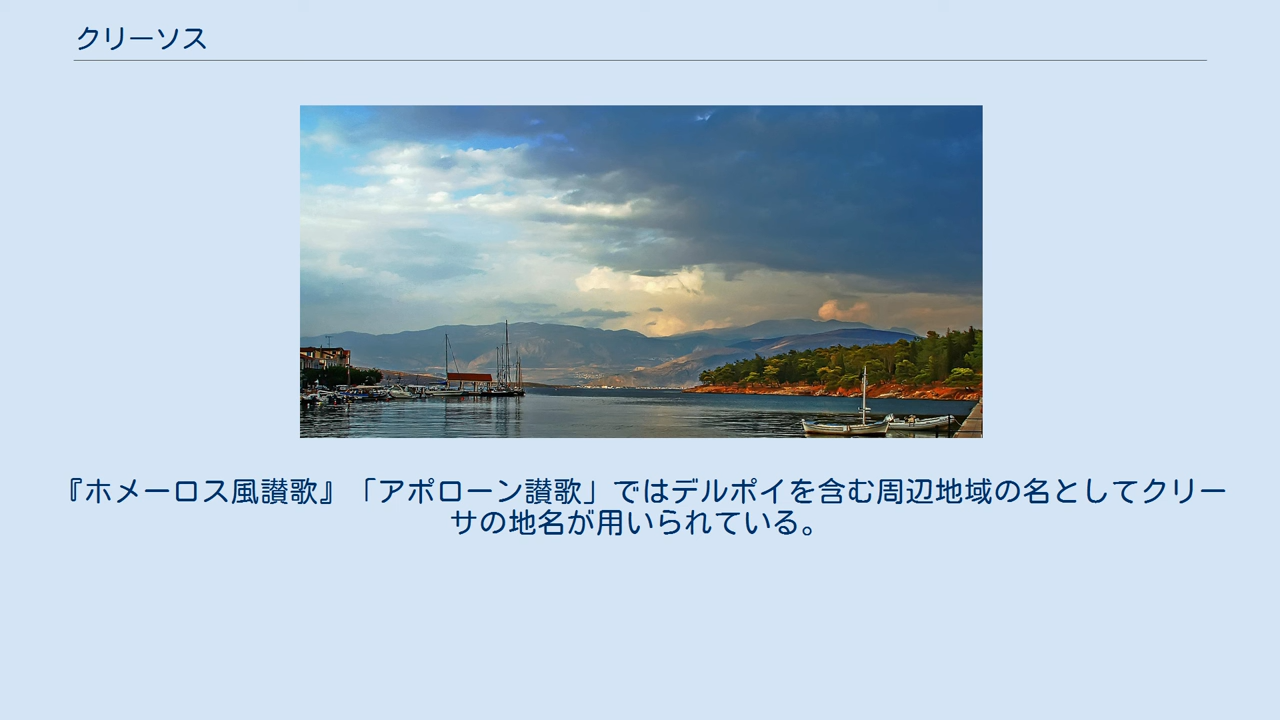 クリーソス
『ホメーロス風讃歌』「アポローン讃歌」ではデルポイを含む周辺地域の名としてクリー
サの地名が用いられている。